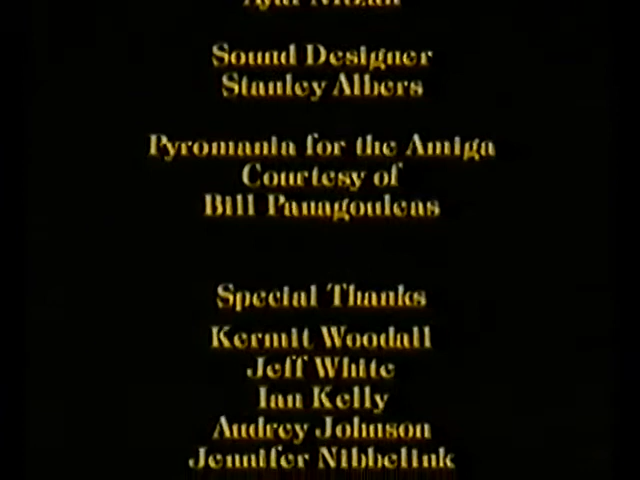 Sound Designer
Stanley Albers
Pyromania for the Amiga
Courtesy of
Bill Panagouleas
Special Thanks
Kermit Woodall
Jeff White
Ian Kelly
Audrey Johnson
Jennifer Nibbelink